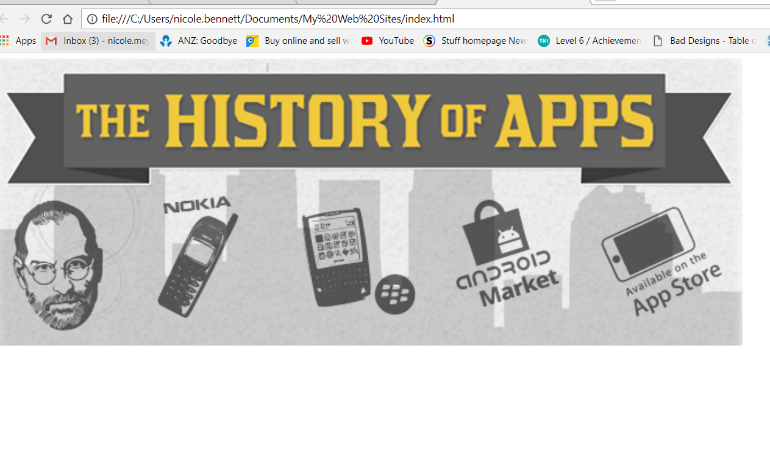 file:///C:/Users/nicole.bennett/Documents/My%20Web%20Sites/index.html
Apps Inbox (3) - nicole.me ANZ: Goodbye Buy online and sell w YouTube Stuff homepage New Level 6 / Achievemen Bad Designs - Table o
THE HISTORY OF APPS
NOKIA
ANDROID
Market
Available on the
App Store